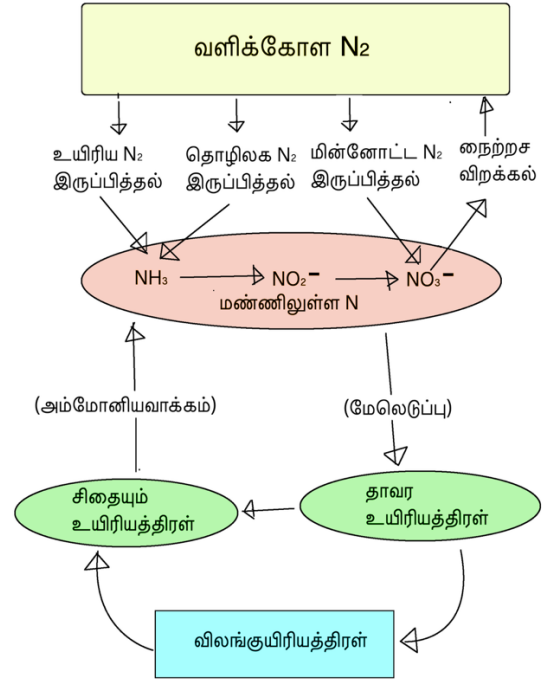 வளிக்கோள N₂
உயிரிய N₂
இருப்பித்தல்
தொழிலக N₂
இருப்பித்தல்
மின்னோட்ட N₂
இருப்பித்தல்
நைற்றச
விறக்கல்
NH₃ NO₂⁻ NO₃⁻
மண்ணிலுள்ள N
(அம்மோனியவாக்கம்)
(மேலெடுப்பு)
சிதையும்
உயிரியத்திரள்
தாவர
உயிரியத்திரள்
விலங்குயிரியத்திரள்